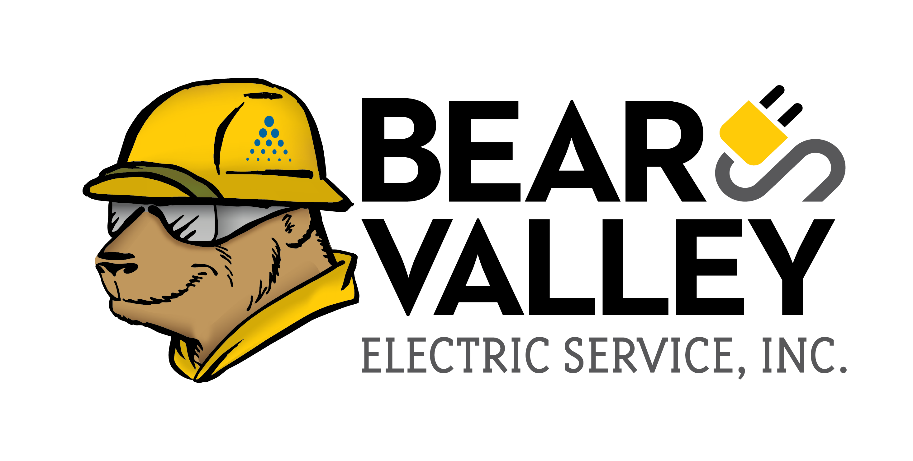 BEAR
VALLEY
ELECTRIC SERVICE, INC.